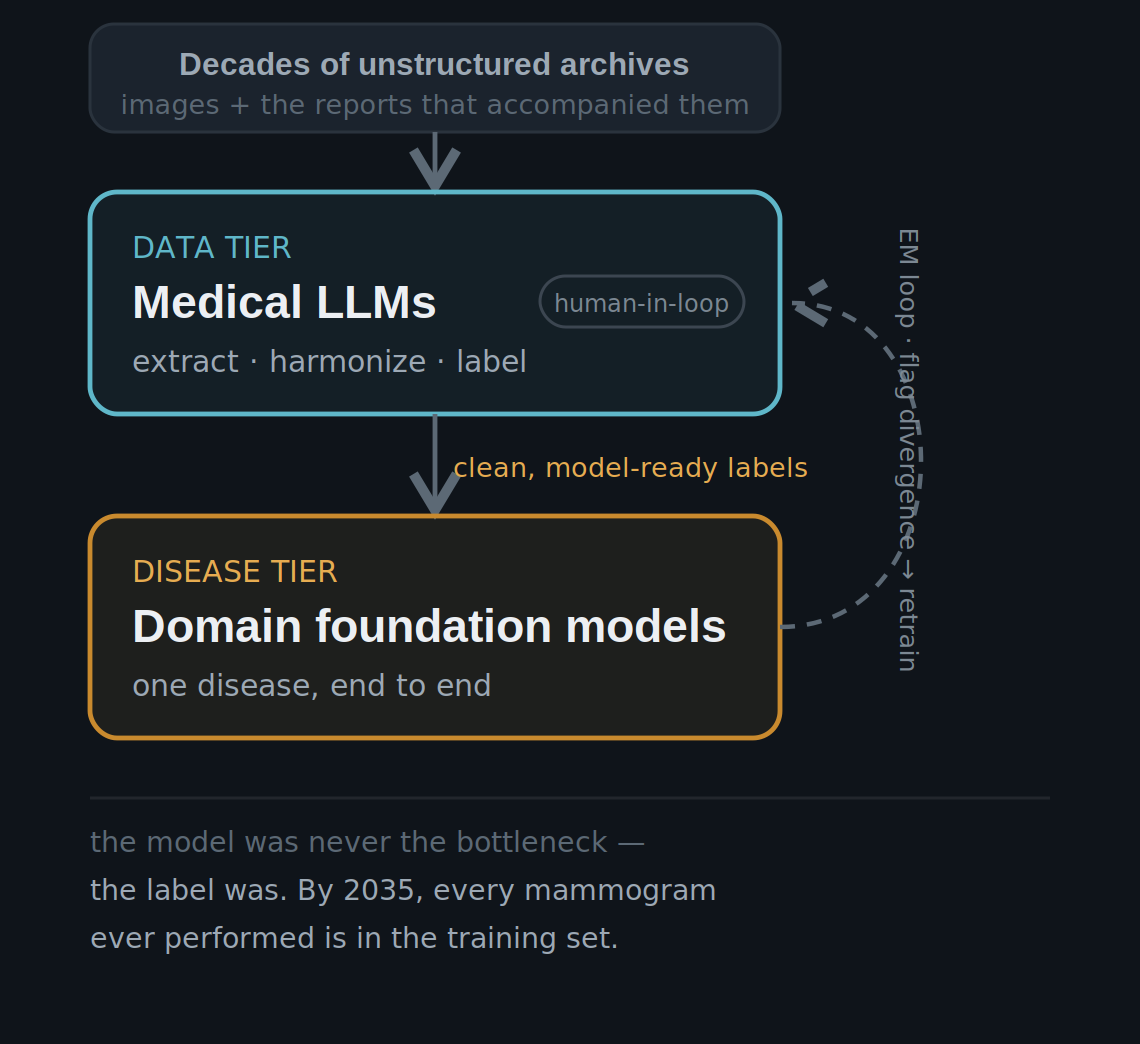 Decades of unstructured archives
images + the reports that accompanied them
DATA TIER
Medical LLMs
human-in-loop
extract · harmonize · label
EM loop · flag divergence → retrain
clean, model-ready labels
DISEASE TIER
Domain foundation models
one disease, end to end
the model was never the bottleneck —
the label was. By 2035, every mammogram
ever performed is in the training set.